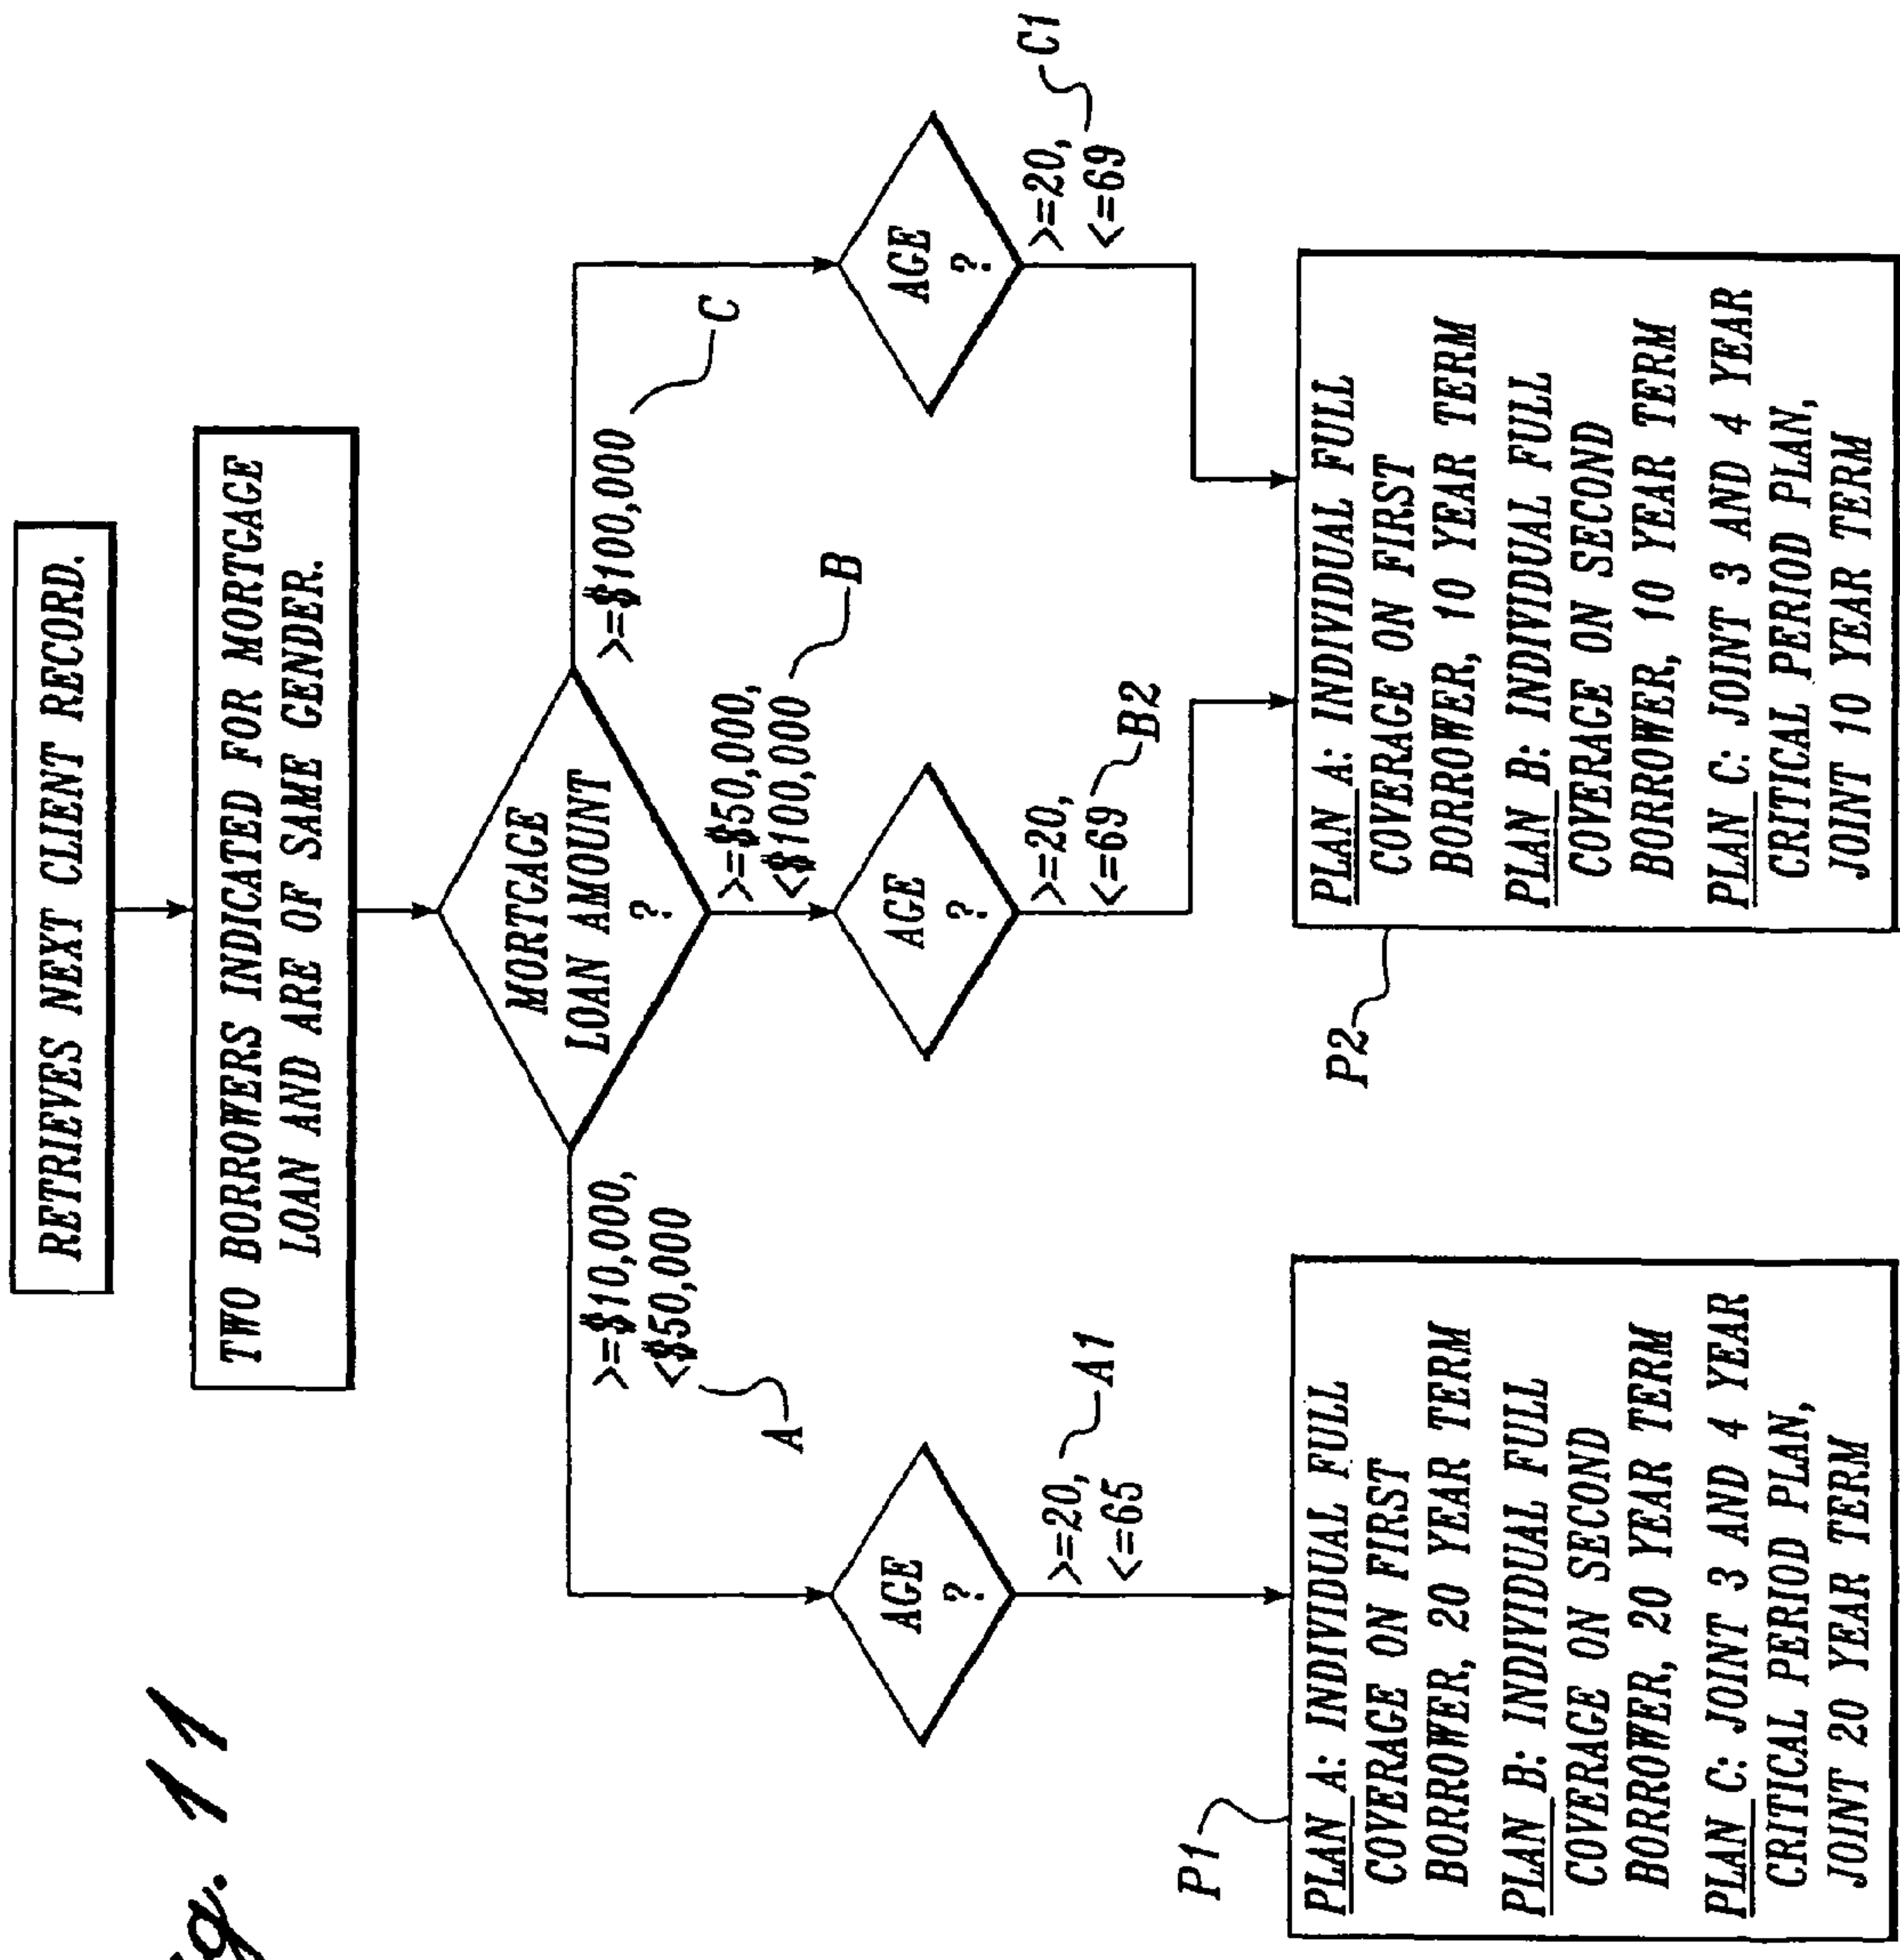 RETRIEVES NEXT CLIENT RECORD.
TWO BORROWERS INDICATED FOR MORTGAGE
LOAN AND ARE OF SAME GENDER.
MORTGAGE
LOAN AMOUNT
?
>=$10,000,
<$50,000
A
>=$50,000,
<$100,000
B
>=$100,000
C
AGE
?
>=20,
<=65
A1
AGE
?
>=20,
<=69
B2
AGE
?
>=20,
<=69
C1
P1
PLAN A: INDIVIDUAL FULL
COVERAGE ON FIRST
BORROWER, 20 YEAR TERM
PLAN B: INDIVIDUAL FULL
COVERAGE ON SECOND
BORROWER, 20 YEAR TERM
PLAN C: JOINT 3 AND 4 YEAR
CRITICAL PERIOD PLAN,
JOINT 20 YEAR TERM
P2
PLAN A: INDIVIDUAL FULL
COVERAGE ON FIRST
BORROWER, 10 YEAR TERM
PLAN B: INDIVIDUAL FULL
COVERAGE ON SECOND
BORROWER, 10 YEAR TERM
PLAN C: JOINT 3 AND 4 YEAR
CRITICAL PERIOD PLAN,
JOINT 10 YEAR TERM
11